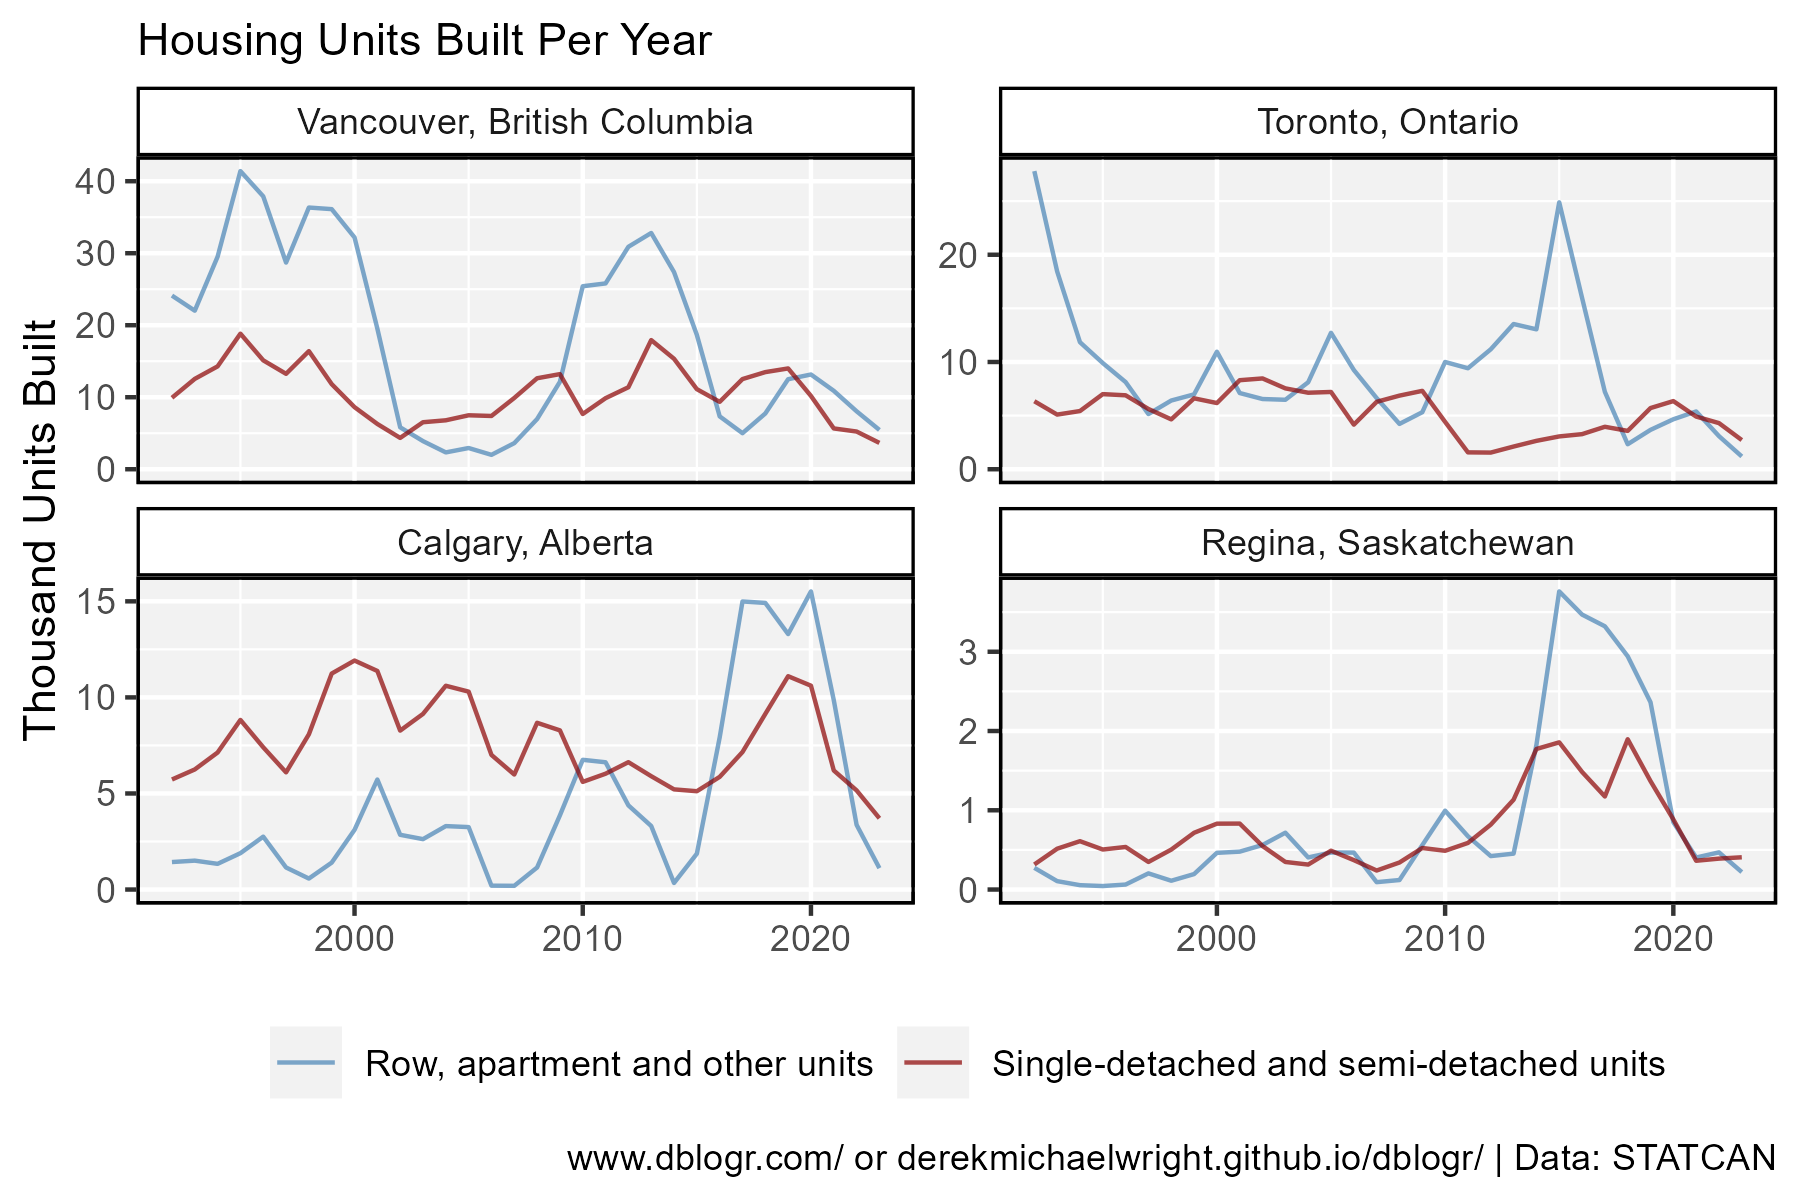 Housing Units Built Per Year
Vancouver, British Columbia
Toronto, Ontario
40
30
20
10
0
20
10
0
Thousand Units Built
Calgary, Alberta
Regina, Saskatchewan
15
10
5
0
3
2
1
0
2000 2010 2020
2000 2010 2020
Row, apartment and other units
Single-detached and semi-detached units
www.dblogr.com/ or derekmichaelwright.github.io/dblogr/ | Data: STATCAN